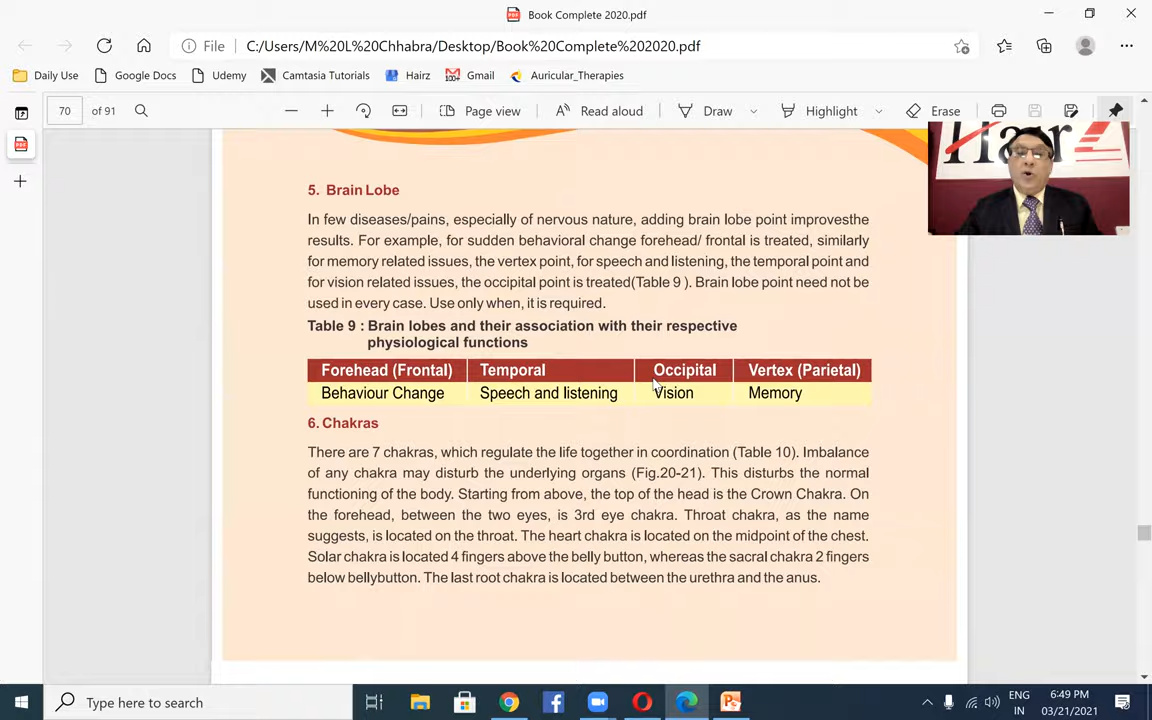 Book Complete 2020.pdf
File C:/Users/M%20L%20Chhabra/Desktop/Book%20Complete%202020.pdf
Daily Use Google Docs Udemy Camtasia Tutorials Hairz Gmail Auricular_Therapies
70 of 91 Page view Read aloud Draw Highlight Erase
HairZ
5. Brain Lobe
In few diseases/pains, especially of nervous nature, adding brain lobe point improvesthe
results. For example, for sudden behavioral change forehead/ frontal is treated, similarly
for memory related issues, the vertex point, for speech and listening, the temporal point and
for vision related issues, the occipital point is treated(Table 9 ). Brain lobe point need not be
used in every case. Use only when, it is required.
Table 9 : Brain lobes and their association with their respective
physiological functions
Forehead (Frontal) Temporal Occipital Vertex (Parietal)
Behaviour Change Speech and listening Vision Memory
6. Chakras
There are 7 chakras, which regulate the life together in coordination (Table 10). Imbalance
of any chakra may disturb the underlying organs (Fig.20-21). This disturbs the normal
functioning of the body. Starting from above, the top of the head is the Crown Chakra. On
the forehead, between the two eyes, is 3rd eye chakra. Throat chakra, as the name
suggests, is located on the throat. The heart chakra is located on the midpoint of the chest.
Solar chakra is located 4 fingers above the belly button, whereas the sacral chakra 2 fingers
below bellybutton. The last root chakra is located between the urethra and the anus.
Type here to search
ENG 6:49 PM
IN 03/21/2021